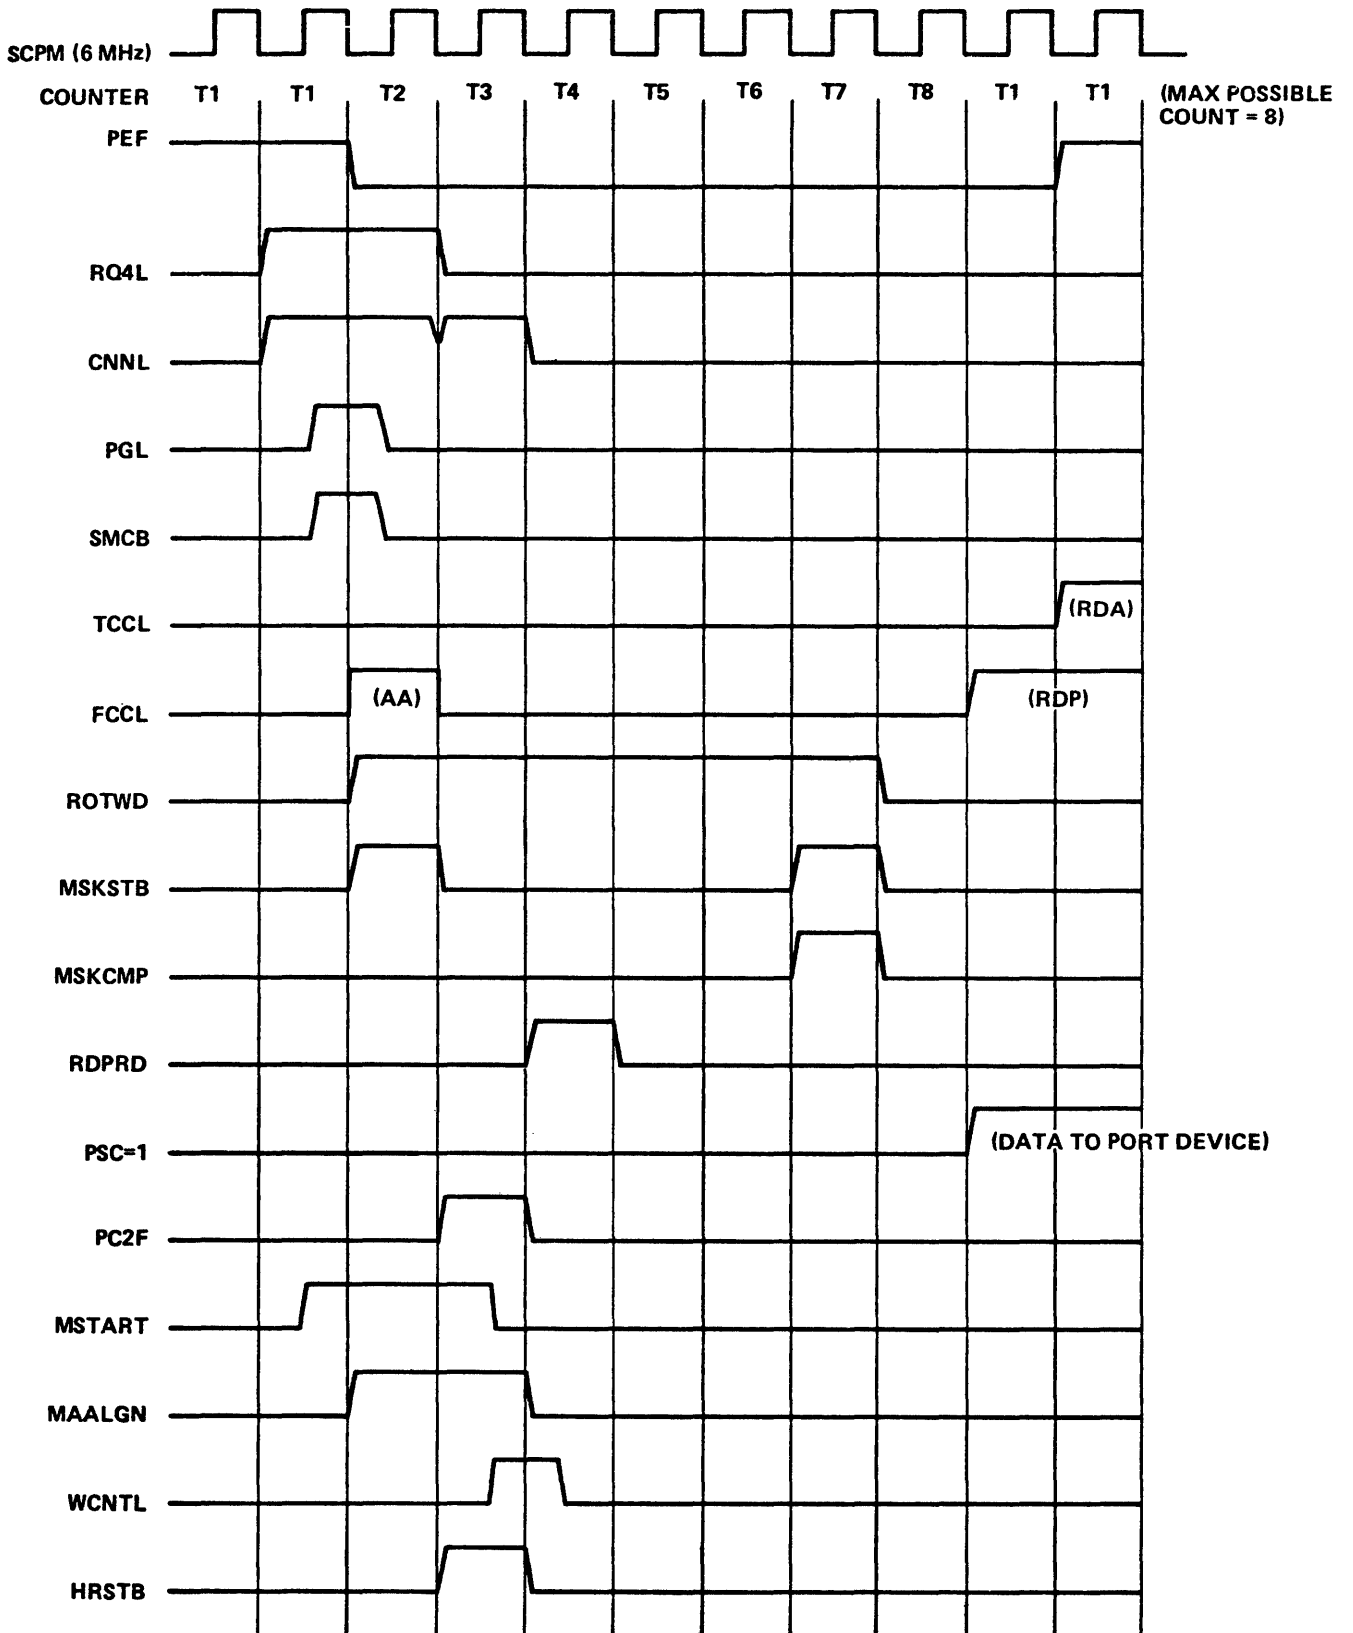 SCPM (6 MHz)
COUNTER T1 T1 T2 T3 T4 T5 T6 T7 T8 T1 T1 (MAX POSSIBLE
COUNT = 8)
PEF
RQ4L
CNNL
PGL
SMCB
TCCL (RDA)
FCCL (AA) (RDP)
ROTWD
MSKSTB
MSKCMP
RDPRD
PSC=1 (DATA TO PORT DEVICE)
PC2F
MSTART
MAALGN
WCNTL
HRSTB